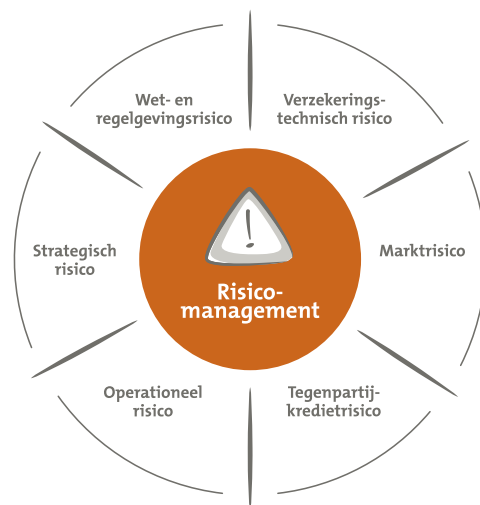 Wet- en
regelgevingsrisico
Verzekerings-
technisch risico
Strategisch
risico
Marktrisico
Risico-
management
Operationeel
risico
Tegenpartij-
kredietrisico